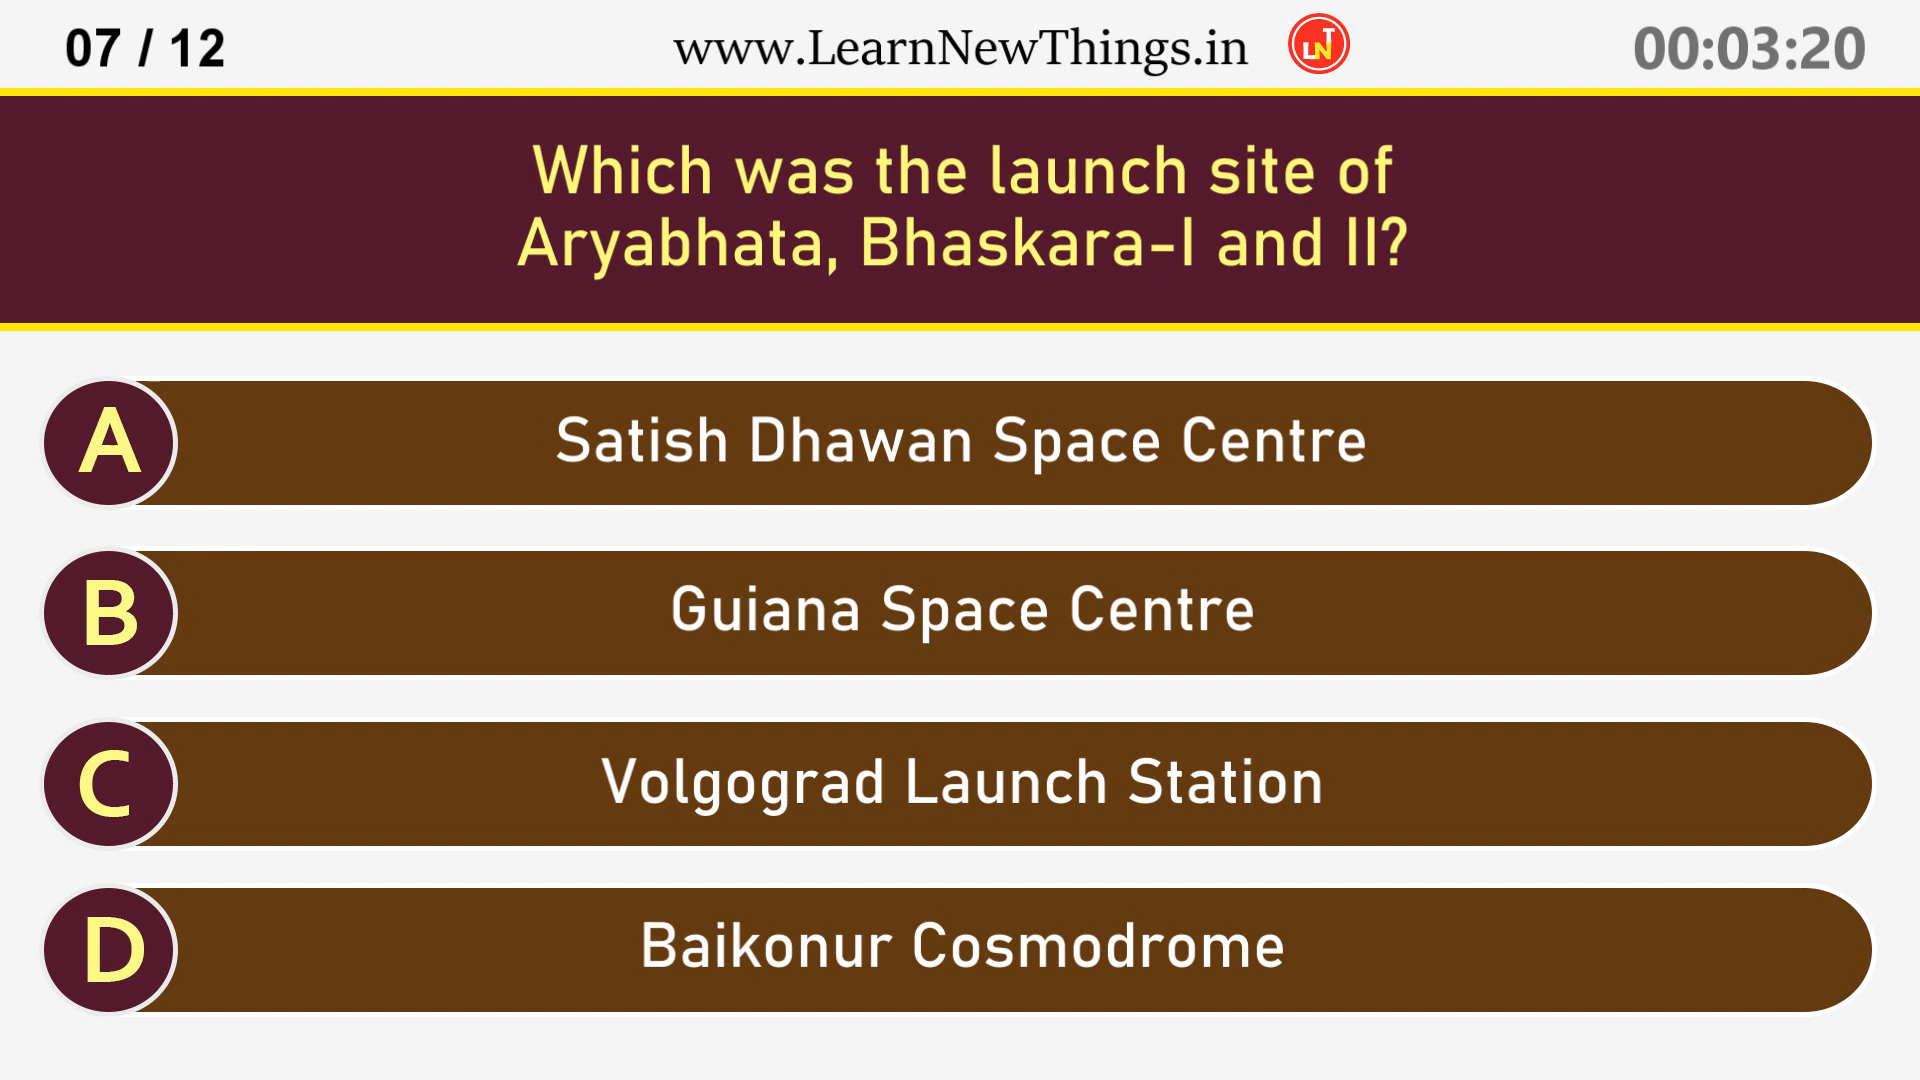 07 / 12
www.LearnNewThings.in
LNT
00:03:20
Which was the launch site of
Aryabhata, Bhaskara-I and II?
A
Satish Dhawan Space Centre
B
Guiana Space Centre
C
Volgograd Launch Station
D
Baikonur Cosmodrome